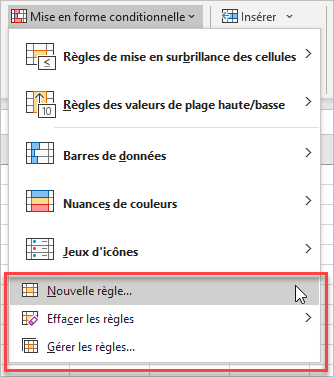 Mise en forme conditionnelle
Insérer
Règles de mise en surbrillance des cellules
Règles des valeurs de plage haute/basse
10
Barres de données
Nuances de couleurs
Jeux d'icônes
Nouvelle règle...
Effacer les règles
Gérer les règles...